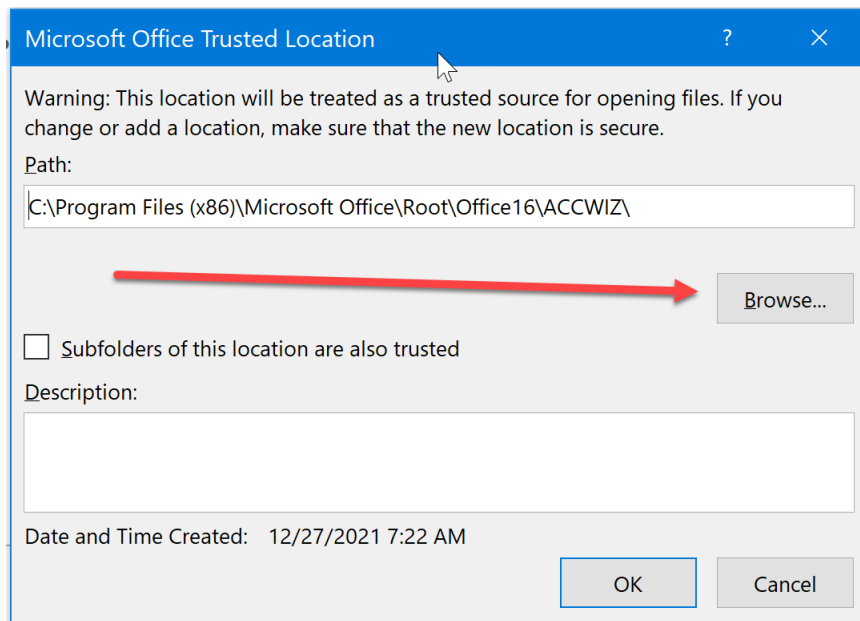 Microsoft Office Trusted Location
?
Warning: This location will be treated as a trusted source for opening files. If you
change or add a location, make sure that the new location is secure.
Path:
C:\Program Files (x86)\Microsoft Office\Root\Office16\ACCWIZ\
Browse...
Subfolders of this location are also trusted
Description:
Date and Time Created: 12/27/2021 7:22 AM
OK Cancel